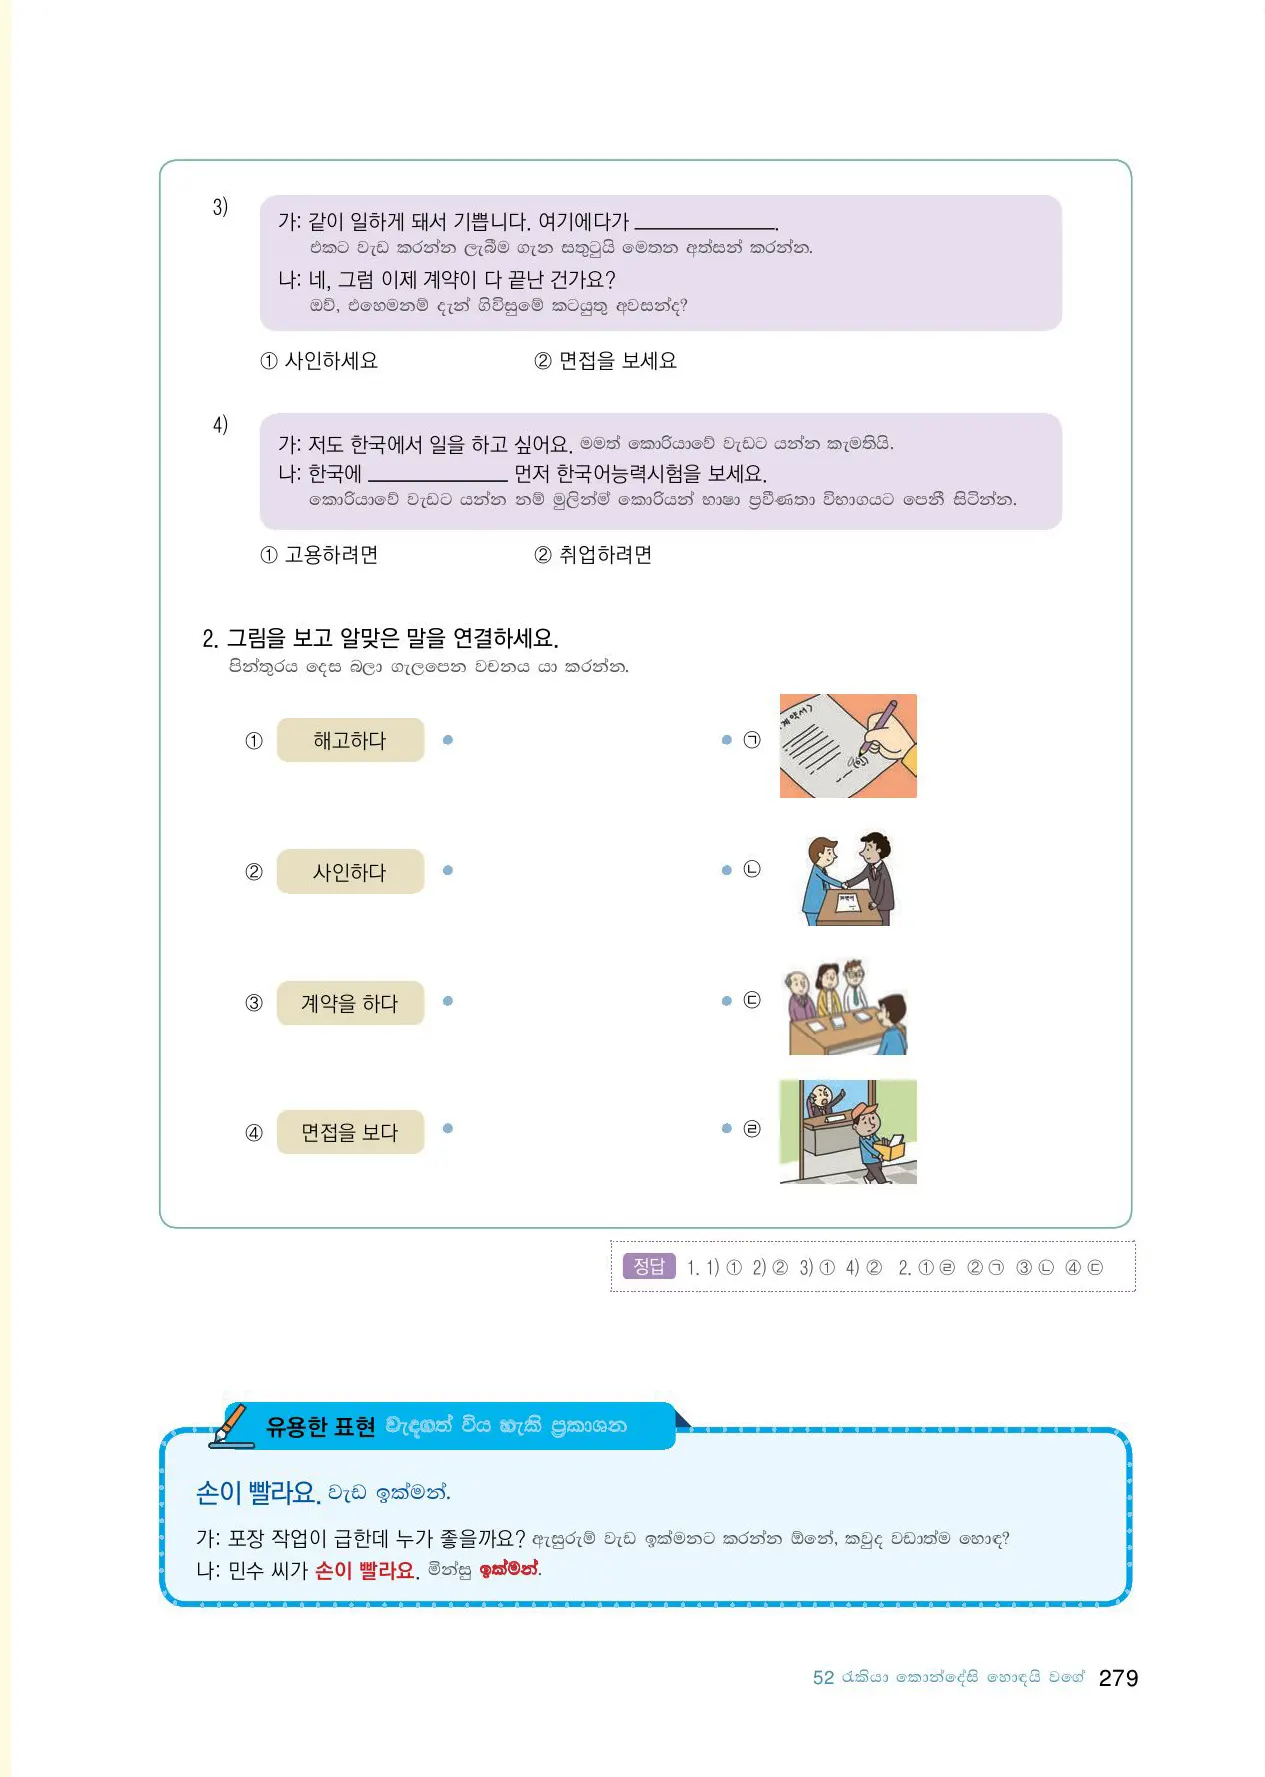 3)
가: 같이 일하게 돼서 기쁩니다. 여기에다가 ____________.
එකට වැඩ කරන්න ලැබීම ගැන සතුටුයි මෙතන අත්සන් කරන්න.
나: 네, 그럼 이제 계약이 다 끝난 건가요?
ඔව්, එහෙමනම් දැන් ගිවිසුමේ කටයුතු අවසන්ද?
① 사인하세요 ② 면접을 보세요
4)
가: 저도 한국에서 일을 하고 싶어요. මමත් කොරියාවේ වැඩට යන්න කැමතියි.
나: 한국에 ____________ 먼저 한국어능력시험을 보세요.
කොරියාවේ වැඩට යන්න නම් මුලින්ම කොරියන් භාෂා ප්‍රවීණතා විභාගයට පෙනී සිටින්න.
① 고용하려면 ② 취업하려면
2. 그림을 보고 알맞은 말을 연결하세요.
පින්තූරය දෙස බලා ගැලපෙන වචනය යා කරන්න.
① 해고하다 ㉠
계약서
② 사인하다 ㉡
③ 계약을 하다 ㉢
④ 면접을 보다 ㉣
정답 1. 1) ① 2) ② 3) ① 4) ② 2. ① ㉣ ② ㉠ ③ ㉡ ④ ㉢
유용한 표현 වැදගත් විය හැකි ප්‍රකාශන
손이 빨라요. වැඩ ඉක්මන්.
가: 포장 작업이 급한데 누가 좋을까요? ඇසුරුම් වැඩ ඉක්මනට කරන්න ඕනේ, කවුද වඩාත්ම හොඳ?
나: 민수 씨가 손이 빨라요. මින්සු ඉක්මන්.
52 රැකියා කොන්දේසි හොඳයි වගේ 279